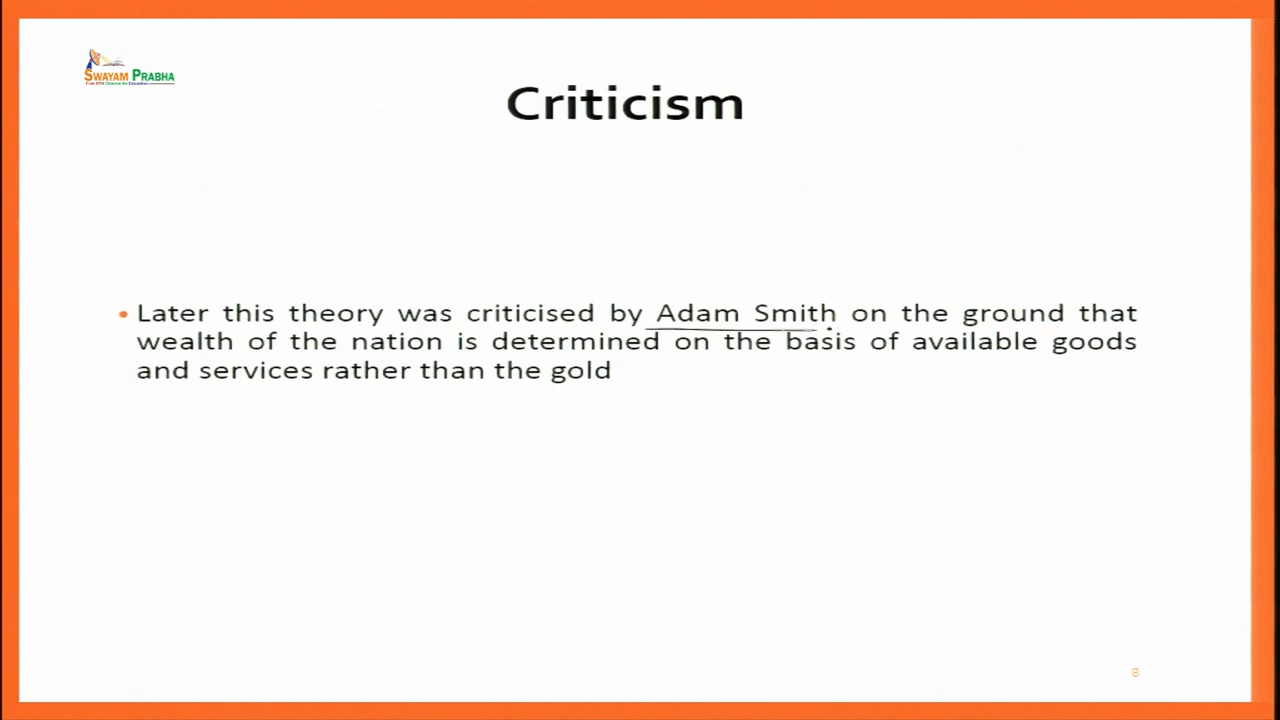 SWAYAM PRABHA
Criticism
• Later this theory was criticised by Adam Smith on the ground that
wealth of the nation is determined on the basis of available goods
and services rather than the gold
8